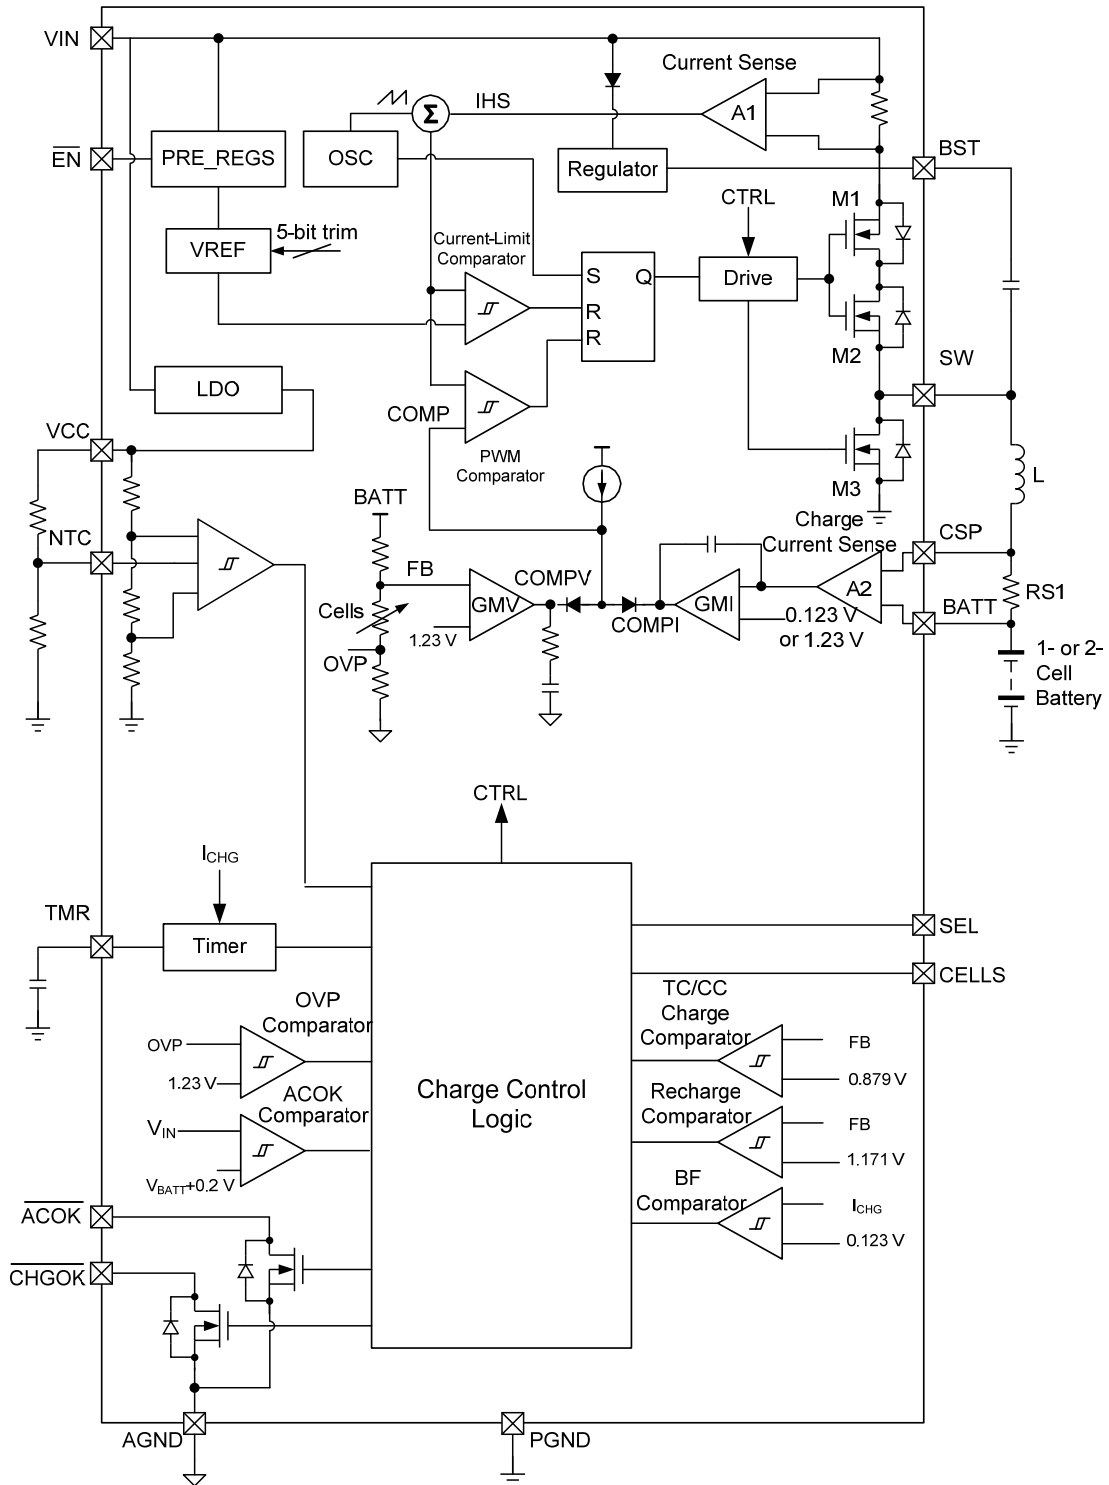 VIN
Current Sense
IHS
Σ
A1
EN
PRE_REGS
OSC
BST
Regulator
M1
CTRL
5-bit trim
VREF
Current-Limit
Comparator
S
Q
Drive
R
R
M2
SW
LDO
COMP
VCC
PWM
Comparator
M3
L
BATT
Charge
Current Sense
CSP
NTC
FB
COMPV
GMV
GMI
A2
RS1
Cells
1.23 V
COMPI
0.123 V
or 1.23 V
BATT
OVP
1- or 2-
Cell
Battery
CTRL
ICHG
TMR
Timer
SEL
CELLS
OVP
Comparator
TC/CC
Charge
Comparator
OVP
1.23 V
FB
0.879 V
Charge Control
Logic
ACOK
Comparator
Recharge
Comparator
VIN
VBATT+0.2 V
FB
1.171 V
BF
Comparator
ICHG
0.123 V
ACOK
CHGOK
AGND
PGND